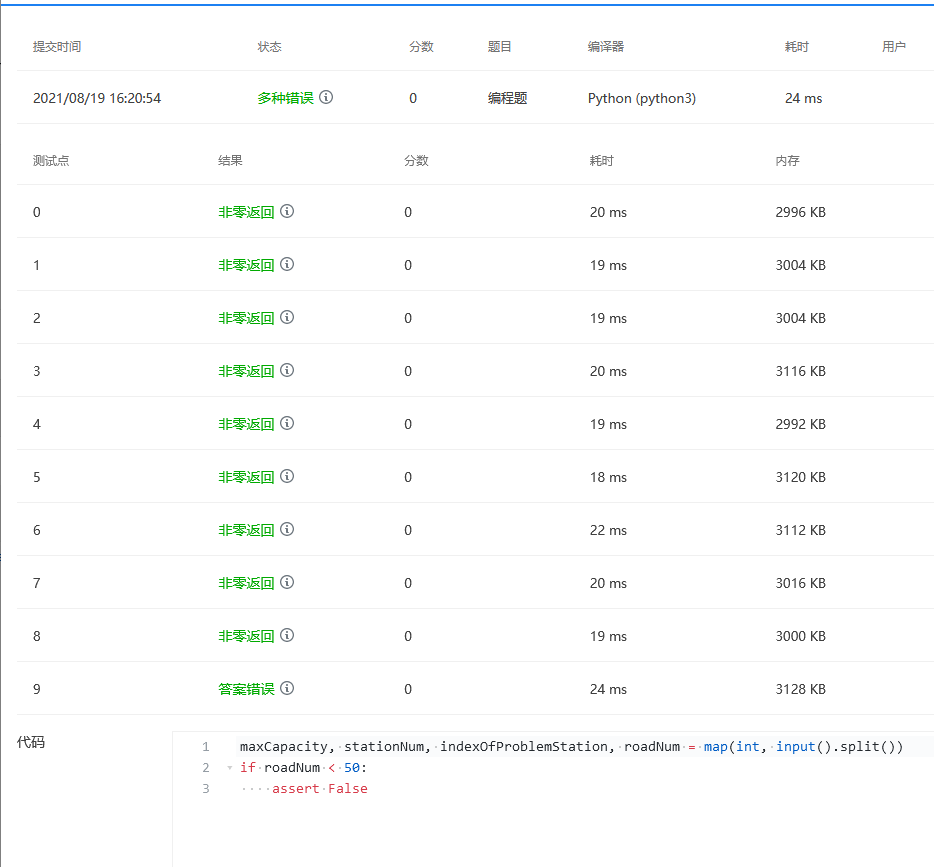 提交时间 状态 分数 题目 编译器 耗时 用户
2021/08/19 16:20:54 多种错误 0 编程题 Python (python3) 24 ms
测试点 结果 分数 耗时 内存
0 非零返回 0 20 ms 2996 KB
1 非零返回 0 19 ms 3004 KB
2 非零返回 0 19 ms 3004 KB
3 非零返回 0 20 ms 3116 KB
4 非零返回 0 19 ms 2992 KB
5 非零返回 0 18 ms 3120 KB
6 非零返回 0 22 ms 3112 KB
7 非零返回 0 20 ms 3016 KB
8 非零返回 0 19 ms 3000 KB
9 答案错误 0 24 ms 3128 KB
代码
1 maxCapacity, stationNum, indexOfProblemStation, roadNum = map(int, input().split())
2 if roadNum < 50:
3     assert False